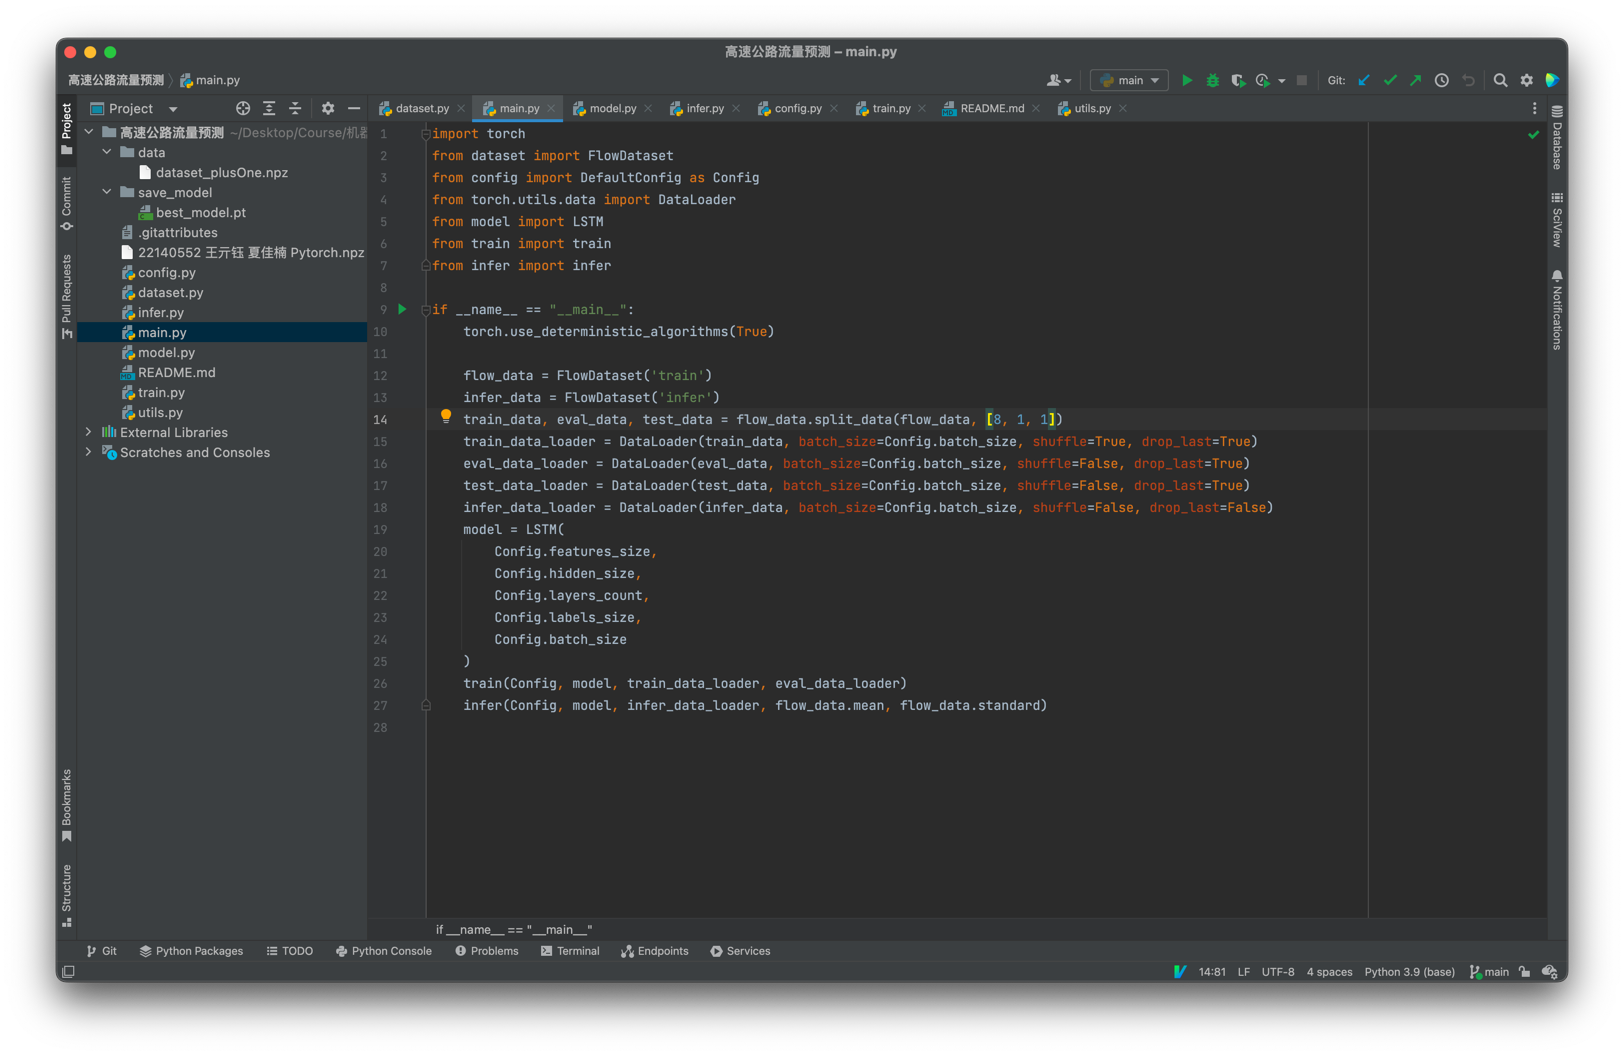 高速公路流量预测 – main.py
高速公路流量预测 main.py
main
Git:
Project
dataset.py
main.py
model.py
infer.py
config.py
train.py
README.md
utils.py
Project
Commit
Pull Requests
Bookmarks
Structure
高速公路流量预测 ~/Desktop/Course/机器
data
dataset_plusOne.npz
save_model
best_model.pt
.gitattributes
22140552 王亓钰 夏佳楠 Pytorch.npz
config.py
dataset.py
infer.py
main.py
model.py
README.md
train.py
utils.py
External Libraries
Scratches and Consoles
1 import torch
2 from dataset import FlowDataset
3 from config import DefaultConfig as Config
4 from torch.utils.data import DataLoader
5 from model import LSTM
6 from train import train
7 from infer import infer
8
9 if __name__ == "__main__":
10 torch.use_deterministic_algorithms(True)
11
12 flow_data = FlowDataset('train')
13 infer_data = FlowDataset('infer')
14 train_data, eval_data, test_data = flow_data.split_data(flow_data, [8, 1, 1])
15 train_data_loader = DataLoader(train_data, batch_size=Config.batch_size, shuffle=True, drop_last=True)
16 eval_data_loader = DataLoader(eval_data, batch_size=Config.batch_size, shuffle=False, drop_last=True)
17 test_data_loader = DataLoader(test_data, batch_size=Config.batch_size, shuffle=False, drop_last=True)
18 infer_data_loader = DataLoader(infer_data, batch_size=Config.batch_size, shuffle=False, drop_last=False)
19 model = LSTM(
20 Config.features_size,
21 Config.hidden_size,
22 Config.layers_count,
23 Config.labels_size,
24 Config.batch_size
25 )
26 train(Config, model, train_data_loader, eval_data_loader)
27 infer(Config, model, infer_data_loader, flow_data.mean, flow_data.standard)
28
Database
SciView
Notifications
if __name__ == "__main__"
Git
Python Packages
TODO
Python Console
Problems
Terminal
Endpoints
Services
14:81 LF UTF-8 4 spaces Python 3.9 (base) main